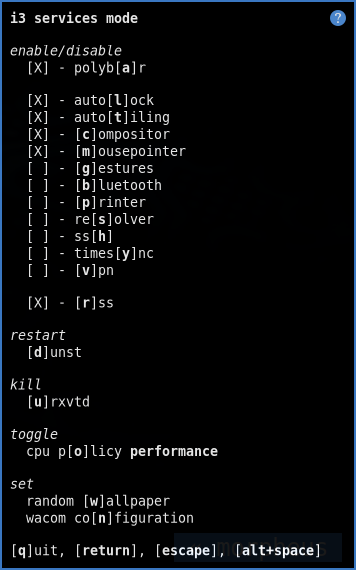 i3 services mode ?
enable/disable
[X] - polyb[a]r
[X] - auto[l]ock
[X] - auto[t]iling
[X] - [c]ompositor
[X] - [m]ousepointer
[ ] - [g]estures
[ ] - [b]luetooth
[ ] - [p]rinter
[ ] - re[s]olver
[ ] - ss[h]
[ ] - times[y]nc
[ ] - [v]pn
[X] - [r]ss
restart
[d]unst
kill
[u]rxvtd
toggle
cpu p[o]licy performance
set
random [w]allpaper
wacom co[n]figuration
[q]uit, [return], [escape], [alt+space]